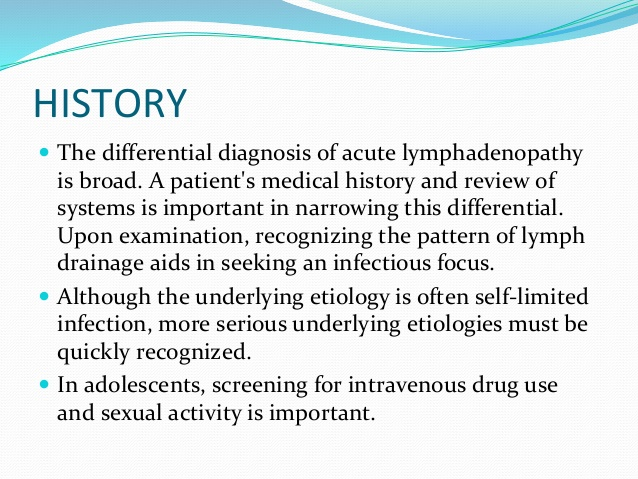 HISTORY
• The differential diagnosis of acute lymphadenopathy
is broad. A patient's medical history and review of
systems is important in narrowing this differential.
Upon examination, recognizing the pattern of lymph
drainage aids in seeking an infectious focus.
• Although the underlying etiology is often self-limited
infection, more serious underlying etiologies must be
quickly recognized.
• In adolescents, screening for intravenous drug use
and sexual activity is important.